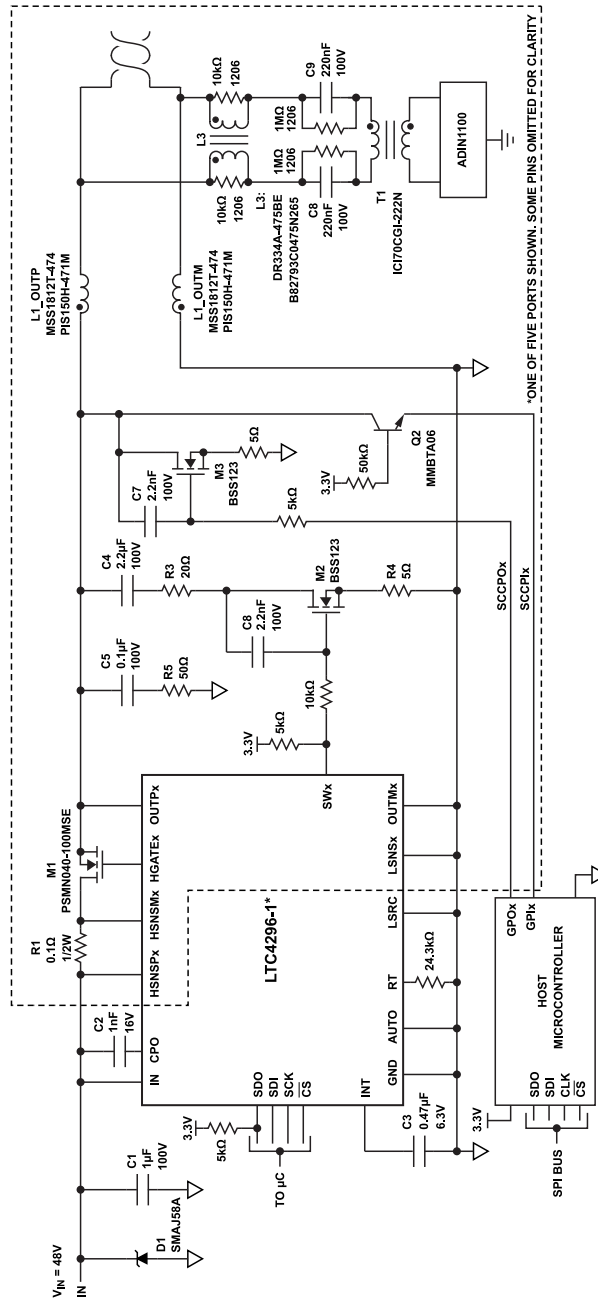 VIN = 48V
IN
D1
SMAJ58A
C1
1µF
100V
C2
1nF
16V
R1
0.1Ω
1/2W
M1
PSMN040-100MSE
C5
0.1µF
100V
R5
50Ω
C4
2.2µF
100V
R3
20Ω
C7
2.2nF
100V
M3
BSS123
5Ω
L1_OUTP
MSS1812T-474
PIS150H-471M
L1_OUTM
MSS1812T-474
PIS150H-471M
10kΩ
1206
L3
10kΩ
1206
L3:
DR334A-475BE
B82793C0475N265
1MΩ
1206
1MΩ
1206
C9
220nF
100V
C8
220nF
100V
T1
ICI70CGI-222N
ADIN1100
IN
CPO
HSNSPx
HSNSMx
HGATEx
OUTPx
LTC4296-1*
SDO
SDI
SCK
CS
3.3V
5kΩ
TO µC
INT
C3
0.47µF
6.3V
GND
AUTO
RT
LSRC
LSNSx
OUTMx
24.3kΩ
SWx
3.3V
5kΩ
10kΩ
C8
2.2nF
100V
M2
BSS123
R4
5Ω
5kΩ
3.3V
50kΩ
Q2
MMBTA06
SCCPOx
SCCPIx
3.3V
SDO
SDI
CLK
CS
SPI BUS
HOST
MICROCONTROLLER
GPOx
GPIx
*ONE OF FIVE PORTS SHOWN. SOME PINS OMITTED FOR CLARITY